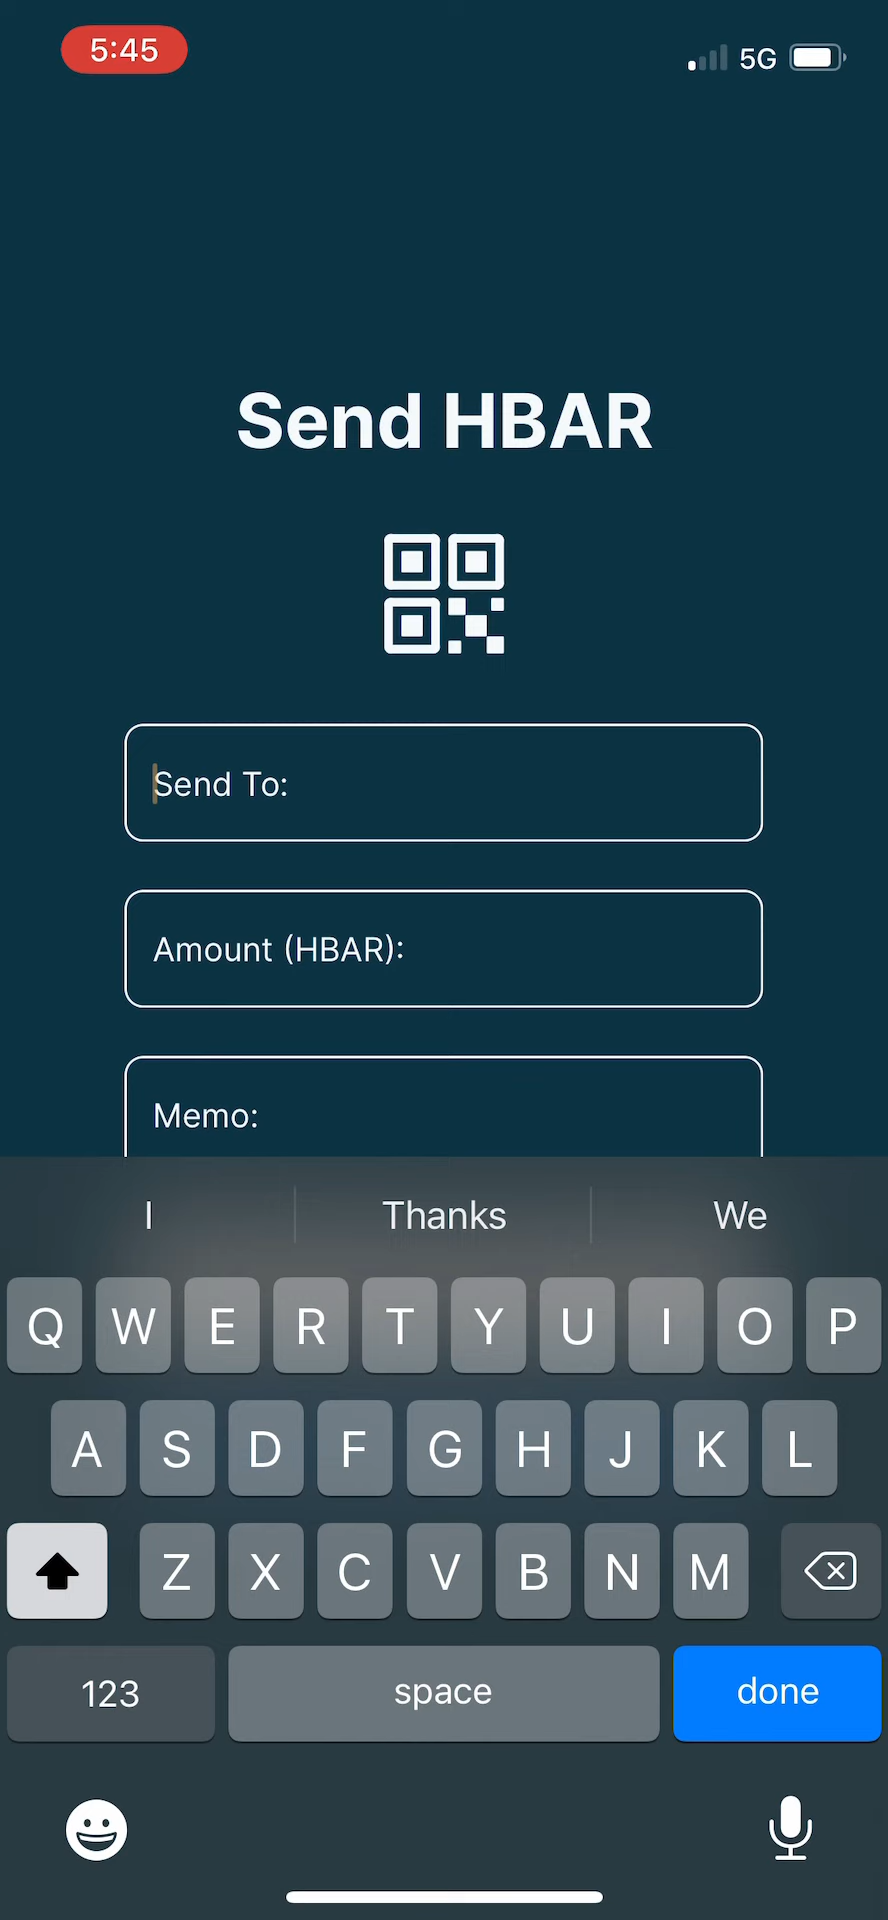 5:45
5G
Send HBAR
Send To:
Amount (HBAR):
Memo:
I Thanks We
Q W E R T Y U I O P
A S D F G H J K L
Z X C V B N M
123 space done